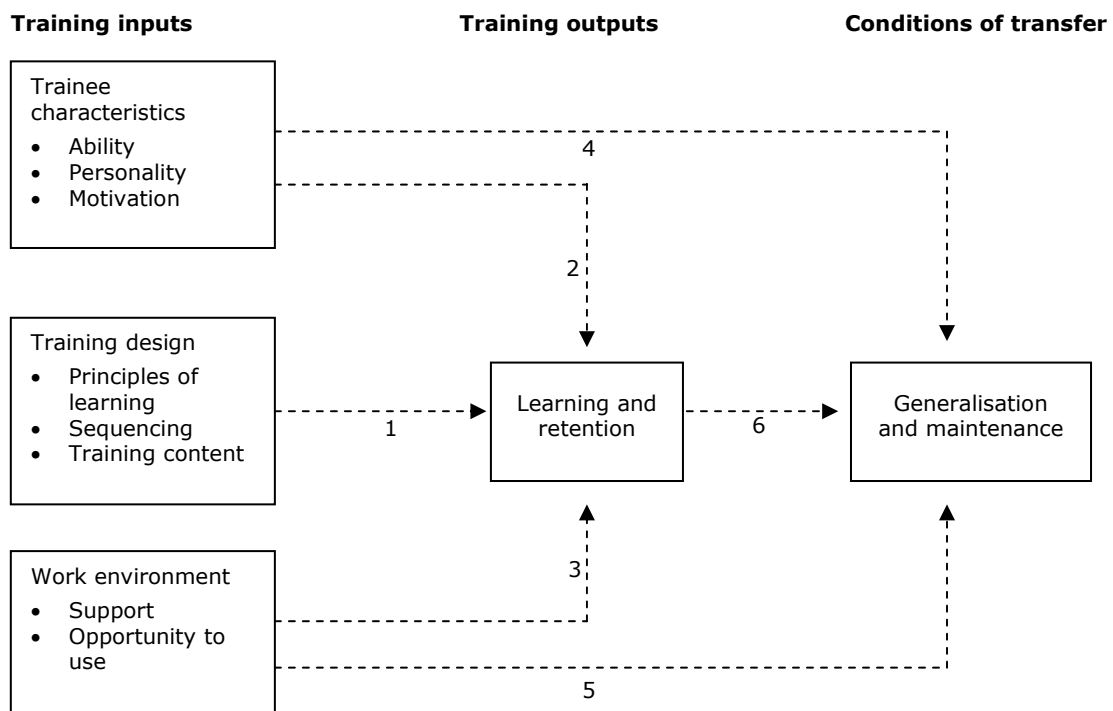 Training inputs
Training outputs
Conditions of transfer
Trainee
characteristics
• Ability
• Personality
• Motivation
4
2
Training design
• Principles of
learning
• Sequencing
• Training content
1
Learning and
retention
6
Generalisation
and maintenance
Work environment
• Support
• Opportunity to
use
3
5